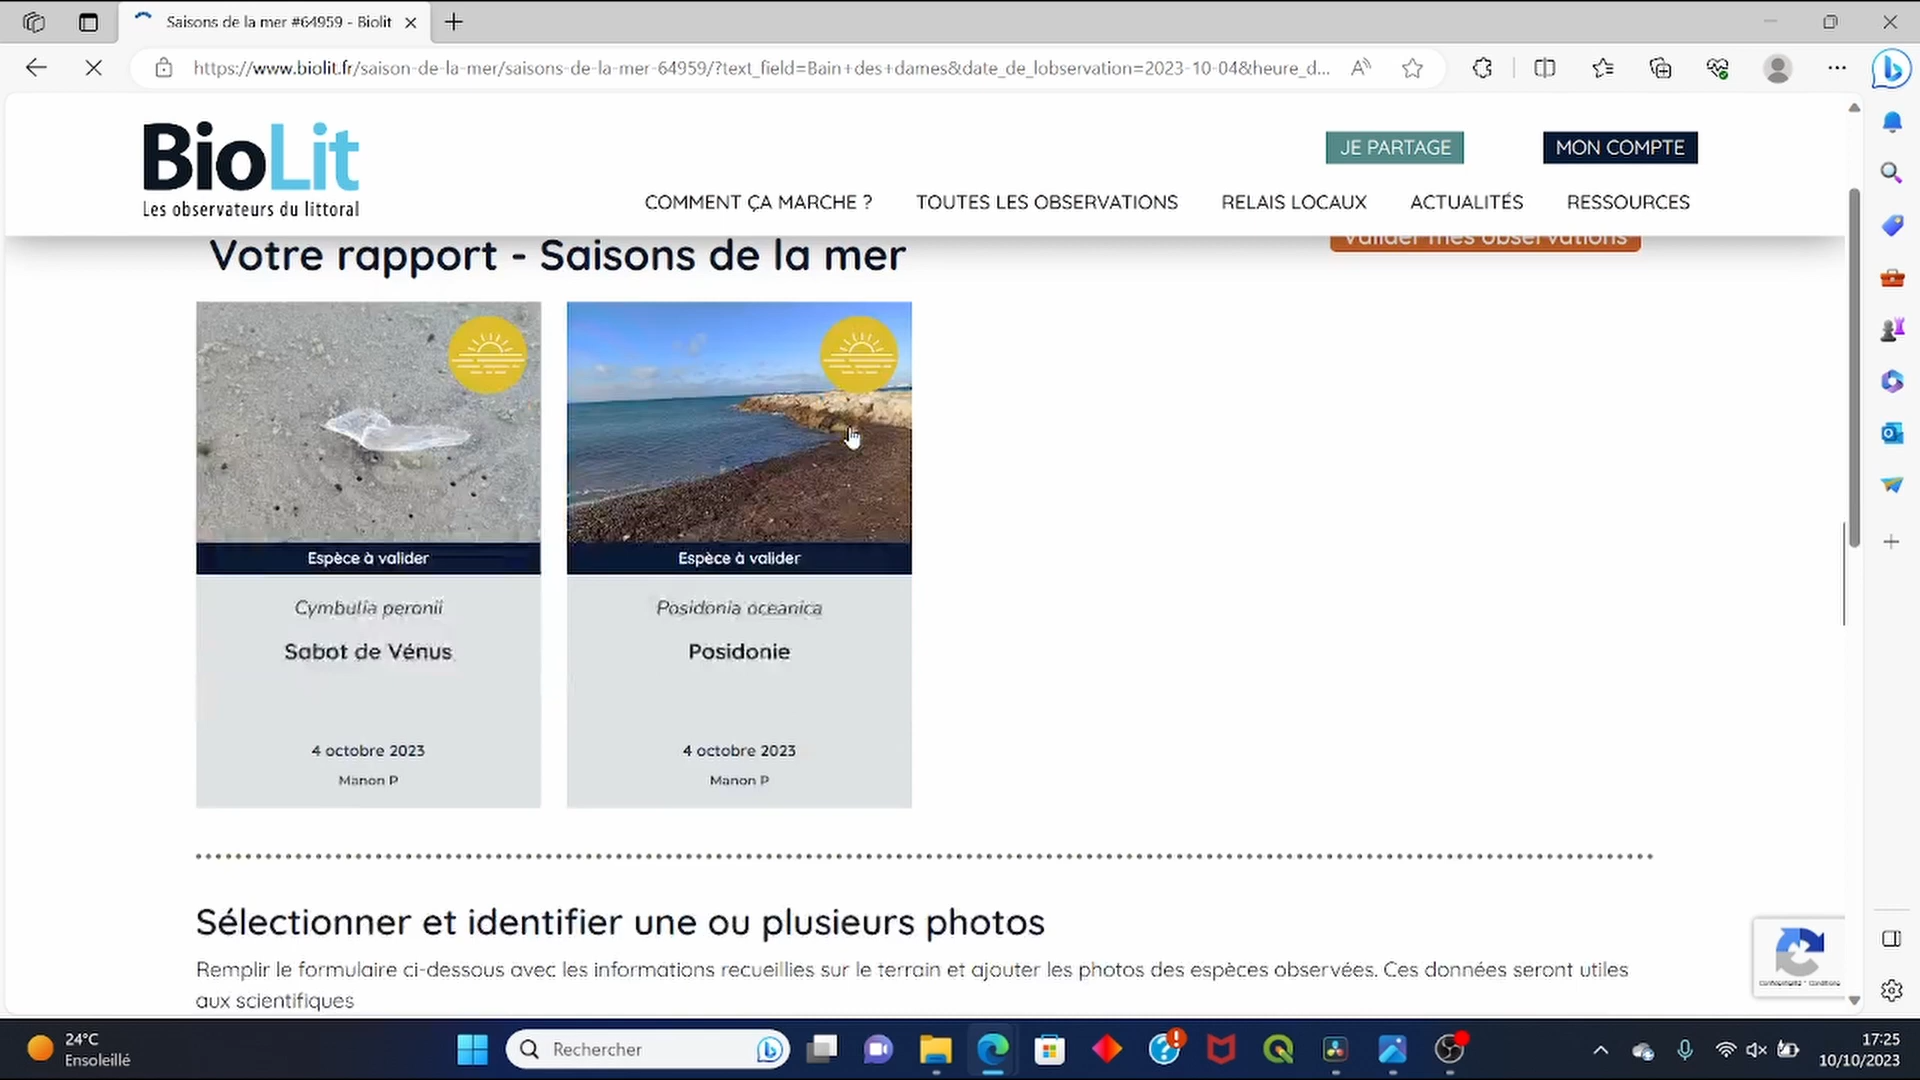 Saisons de la mer #64959 - Biolit
https://www.biolit.fr/saison-de-la-mer/saisons-de-la-mer-64959/?text_field=Bain+des+dames&date_de_lobservation=2023-10-04&heure_d...
BioLit
Les observateurs du littoral
JE PARTAGE
MON COMPTE
COMMENT ÇA MARCHE ?
TOUTES LES OBSERVATIONS
RELAIS LOCAUX
ACTUALITÉS
RESSOURCES
Votre rapport - Saisons de la mer
Valider mes observations
Espèce à valider
Cymbulia peronii
Sabot de Vénus
4 octobre 2023
Manon P
Espèce à valider
Posidonia oceanica
Posidonie
4 octobre 2023
Manon P
Sélectionner et identifier une ou plusieurs photos
Remplir le formulaire ci-dessous avec les informations recueillies sur le terrain et ajouter les photos des espèces observées. Ces données seront utiles
aux scientifiques
Confidentialité - Conditions
24°C
Ensoleillé
Rechercher
17:25
10/10/2023